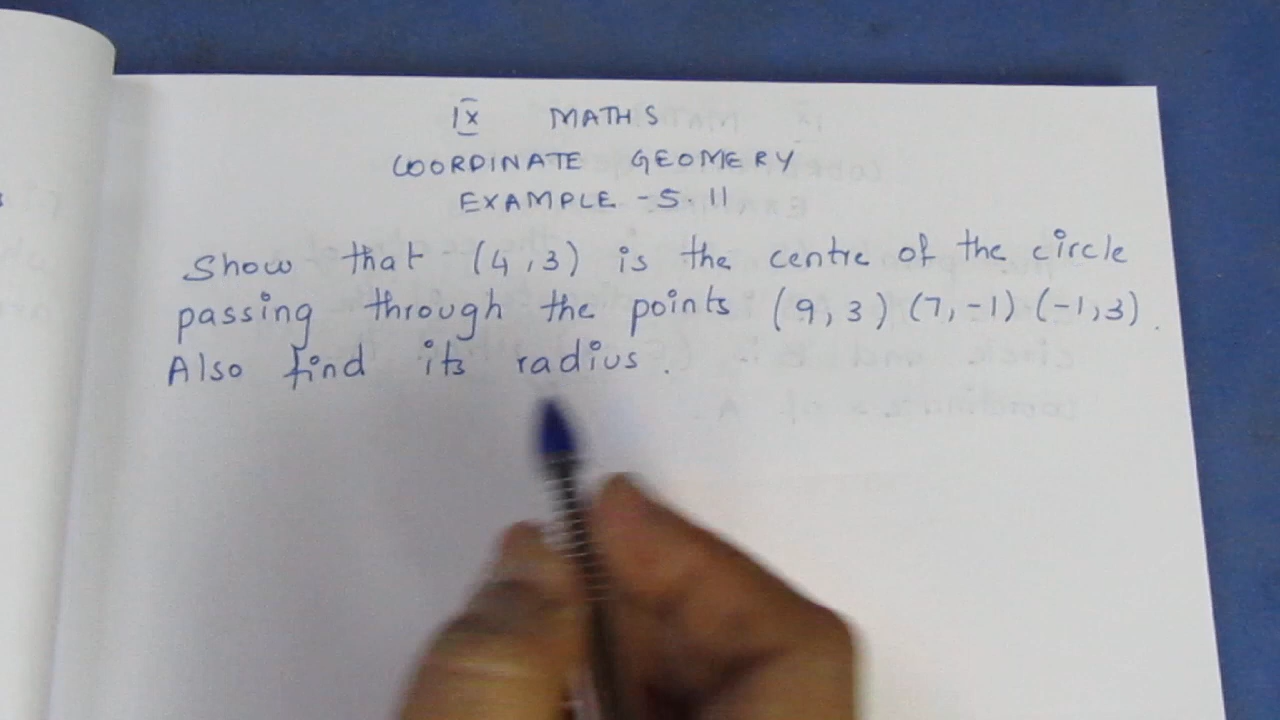 IX MATHS
COORDINATE GEOMERY
EXAMPLE - 5.11
Show that (4,3) is the centre of the circle
passing through the points (9,3) (7,-1) (-1,3).
Also find its radius.